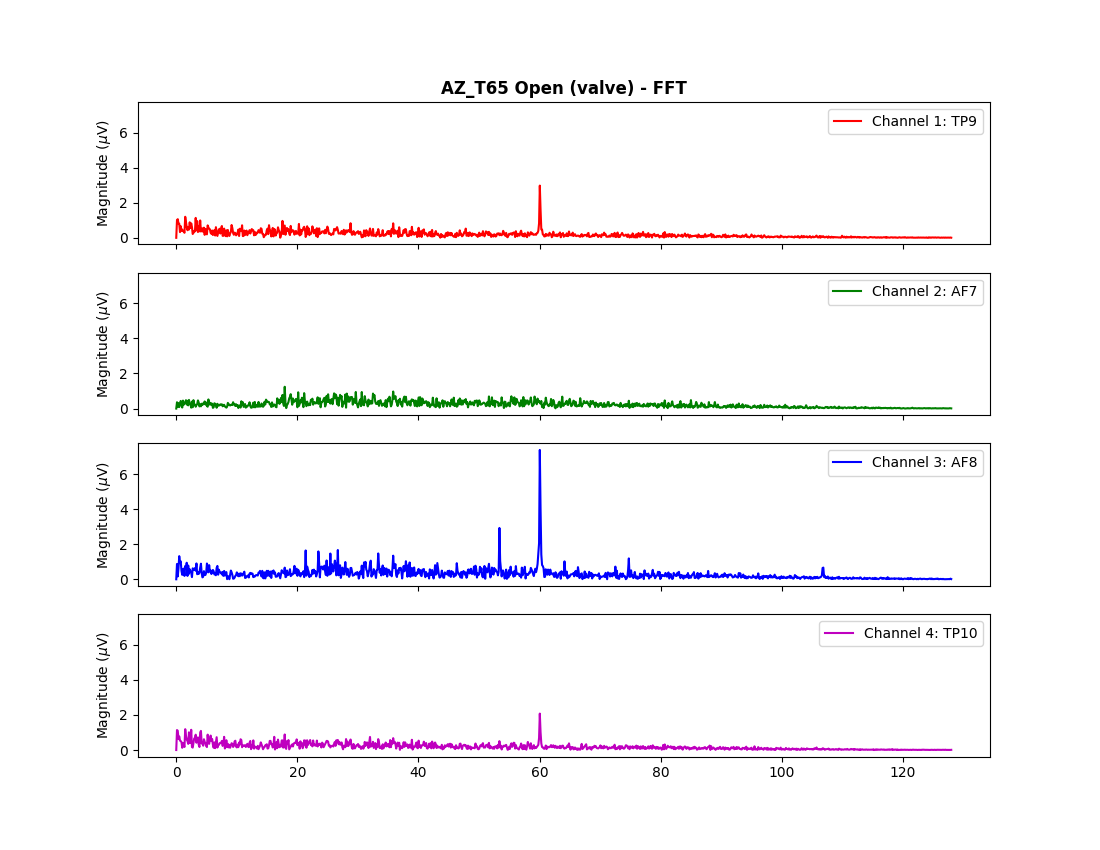 AZ_T65 Open (valve) - FFT
Magnitude (μV)
6
4
2
0
Channel 1: TP9
Magnitude (μV)
6
4
2
0
Channel 2: AF7
Magnitude (μV)
6
4
2
0
Channel 3: AF8
Magnitude (μV)
6
4
2
0
Channel 4: TP10
0 20 40 60 80 100 120